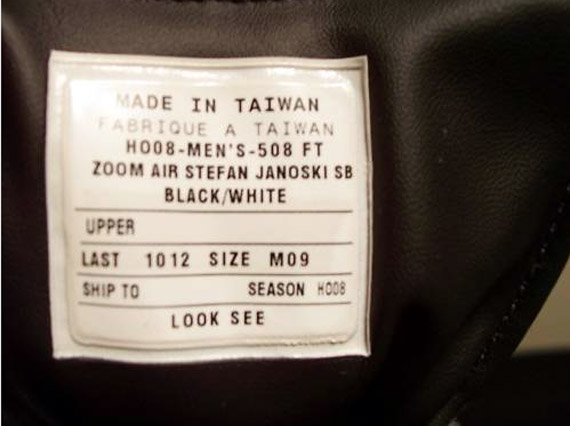 MADE IN TAIWAN
FABRIQUE A TAIWAN
HO08-MEN'S-508 FT
ZOOM AIR STEFAN JANOSKI SB
BLACK/WHITE
UPPER
LAST 1012 SIZE M09
SHIP TO SEASON HO08
LOOK SEE